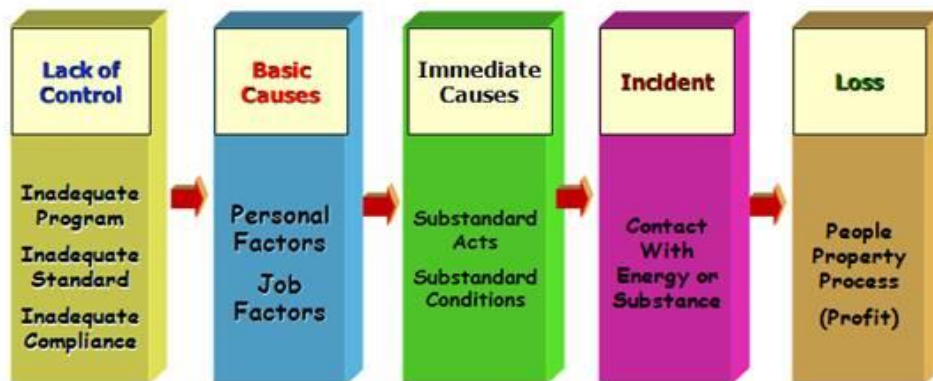 Lack of
Control
Inadequate
Program
Inadequate
Standard
Inadequate
Compliance
Basic
Causes
Personal
Factors
Job
Factors
Immediate
Causes
Substandard
Acts
Substandard
Conditions
Incident
Contact
With
Energy or
Substance
Loss
People
Property
Process
(Profit)